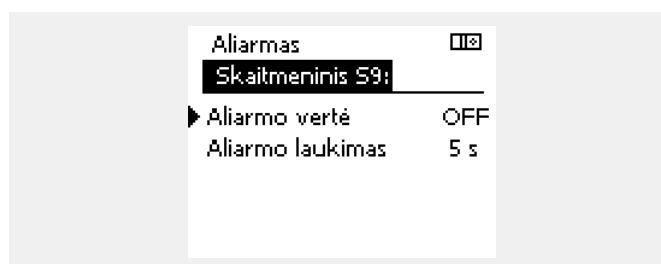 Aliarmas
Skaitmeninis S9:
Aliarmo vertė OFF
Aliarmo laukimas 5 s